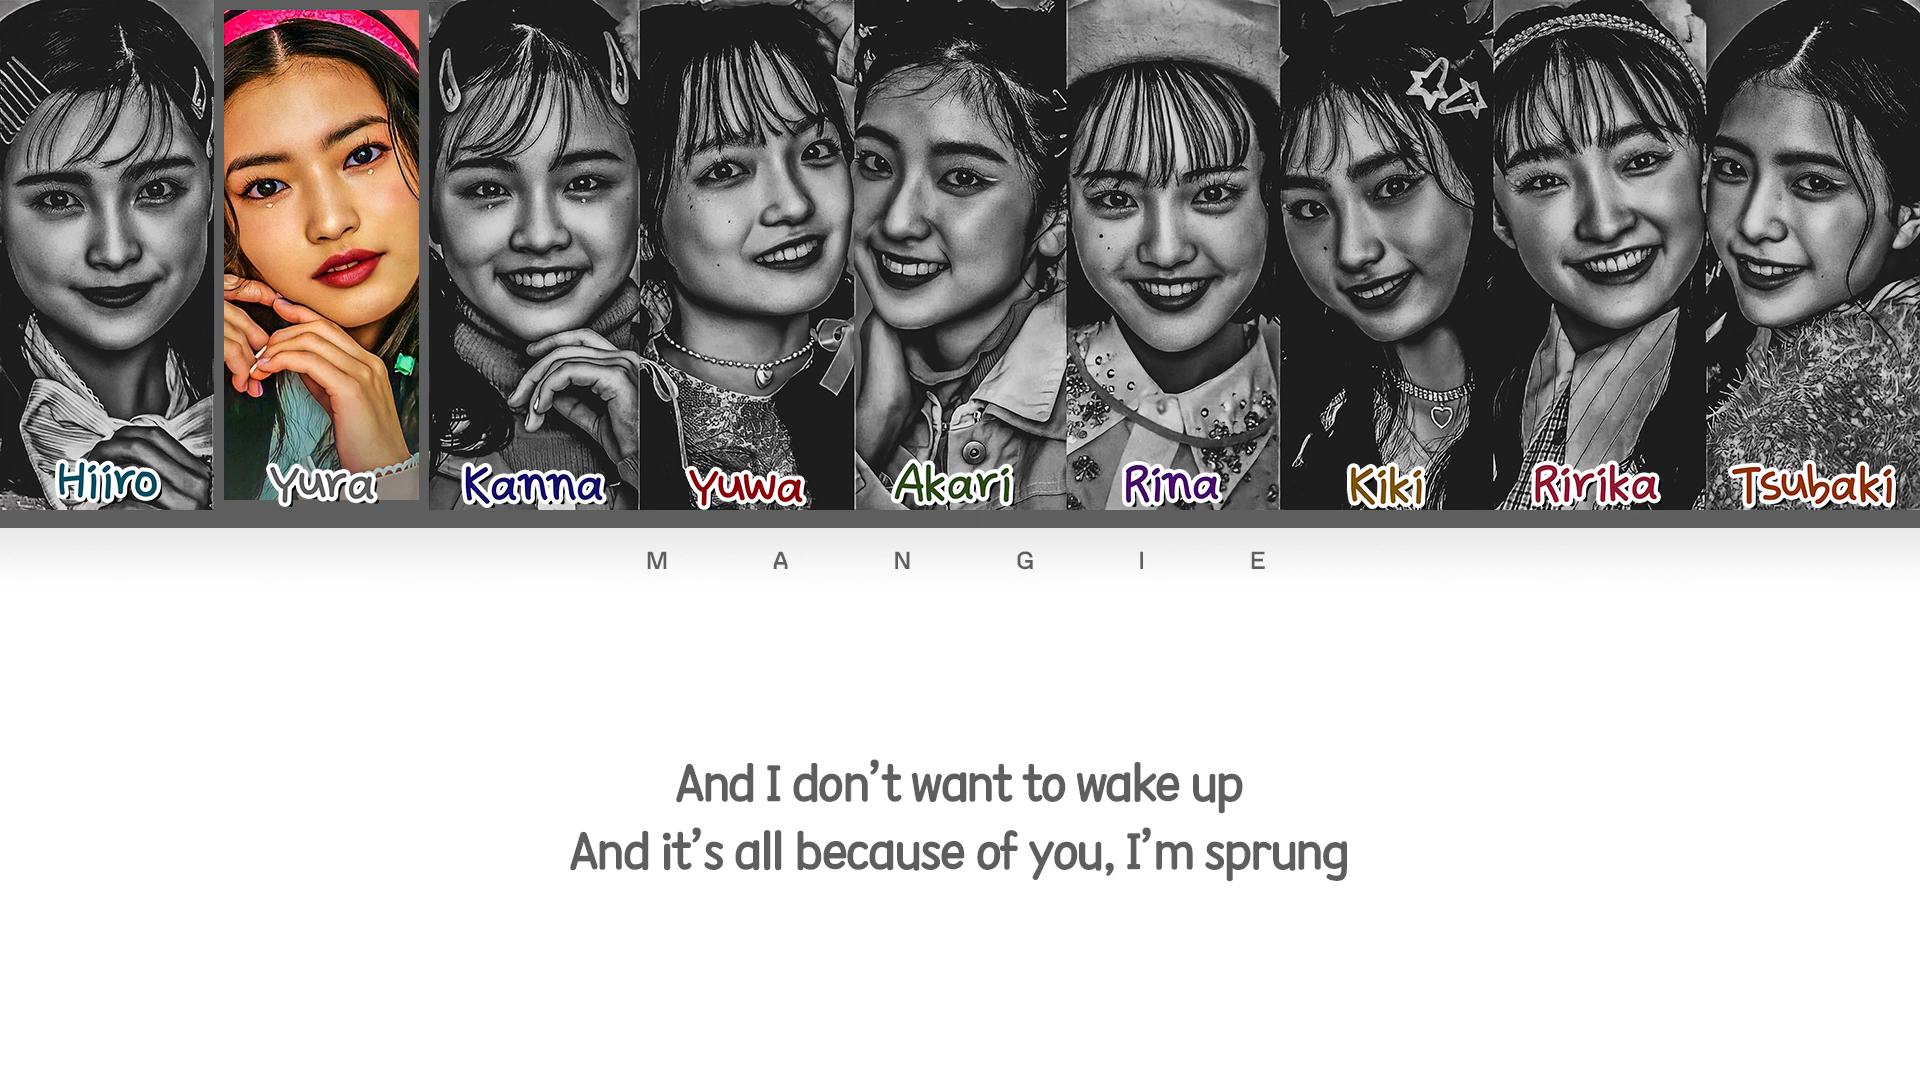 Hiiro Yura Kanna Yuwa Akari Rina Kiki Ririka Tsubaki
MANGIE
And I don't want to wake up
And it's all because of you, I'm sprung